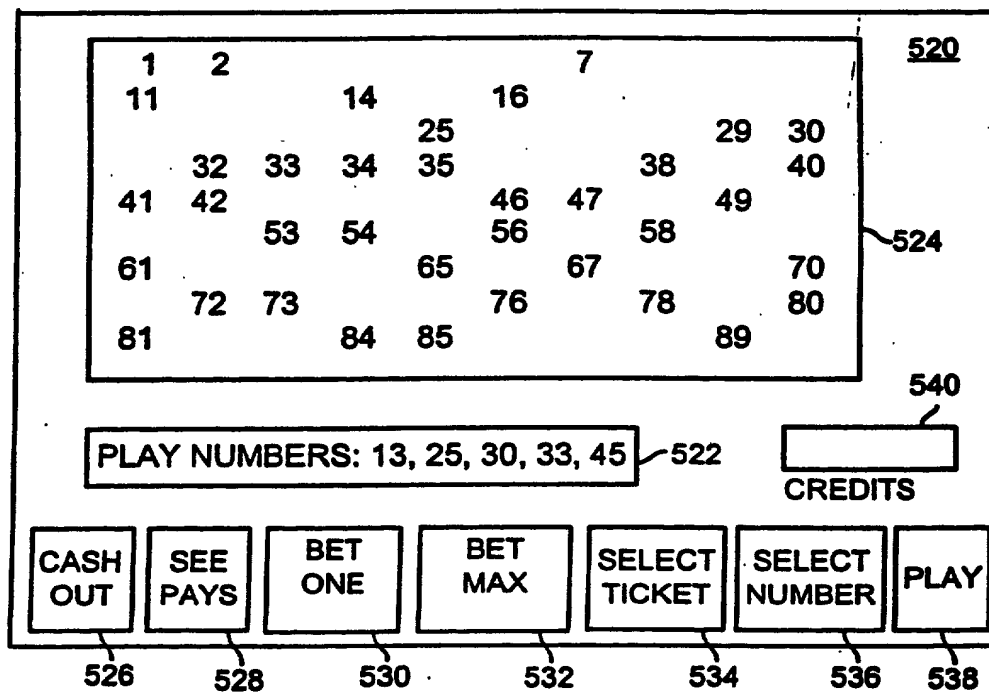 1 2 7 520
11 14 16
25 29 30
32 33 34 35 38 40
41 42 46 47 49
53 54 56 58 524
61 65 67 70
72 73 76 78 80
81 84 85 89
540
PLAY NUMBERS: 13, 25, 30, 33, 45 522
CREDITS
CASH OUT
SEE PAYS
BET ONE
BET MAX
SELECT TICKET
SELECT NUMBER
PLAY
526 528 530 532 534 536 538